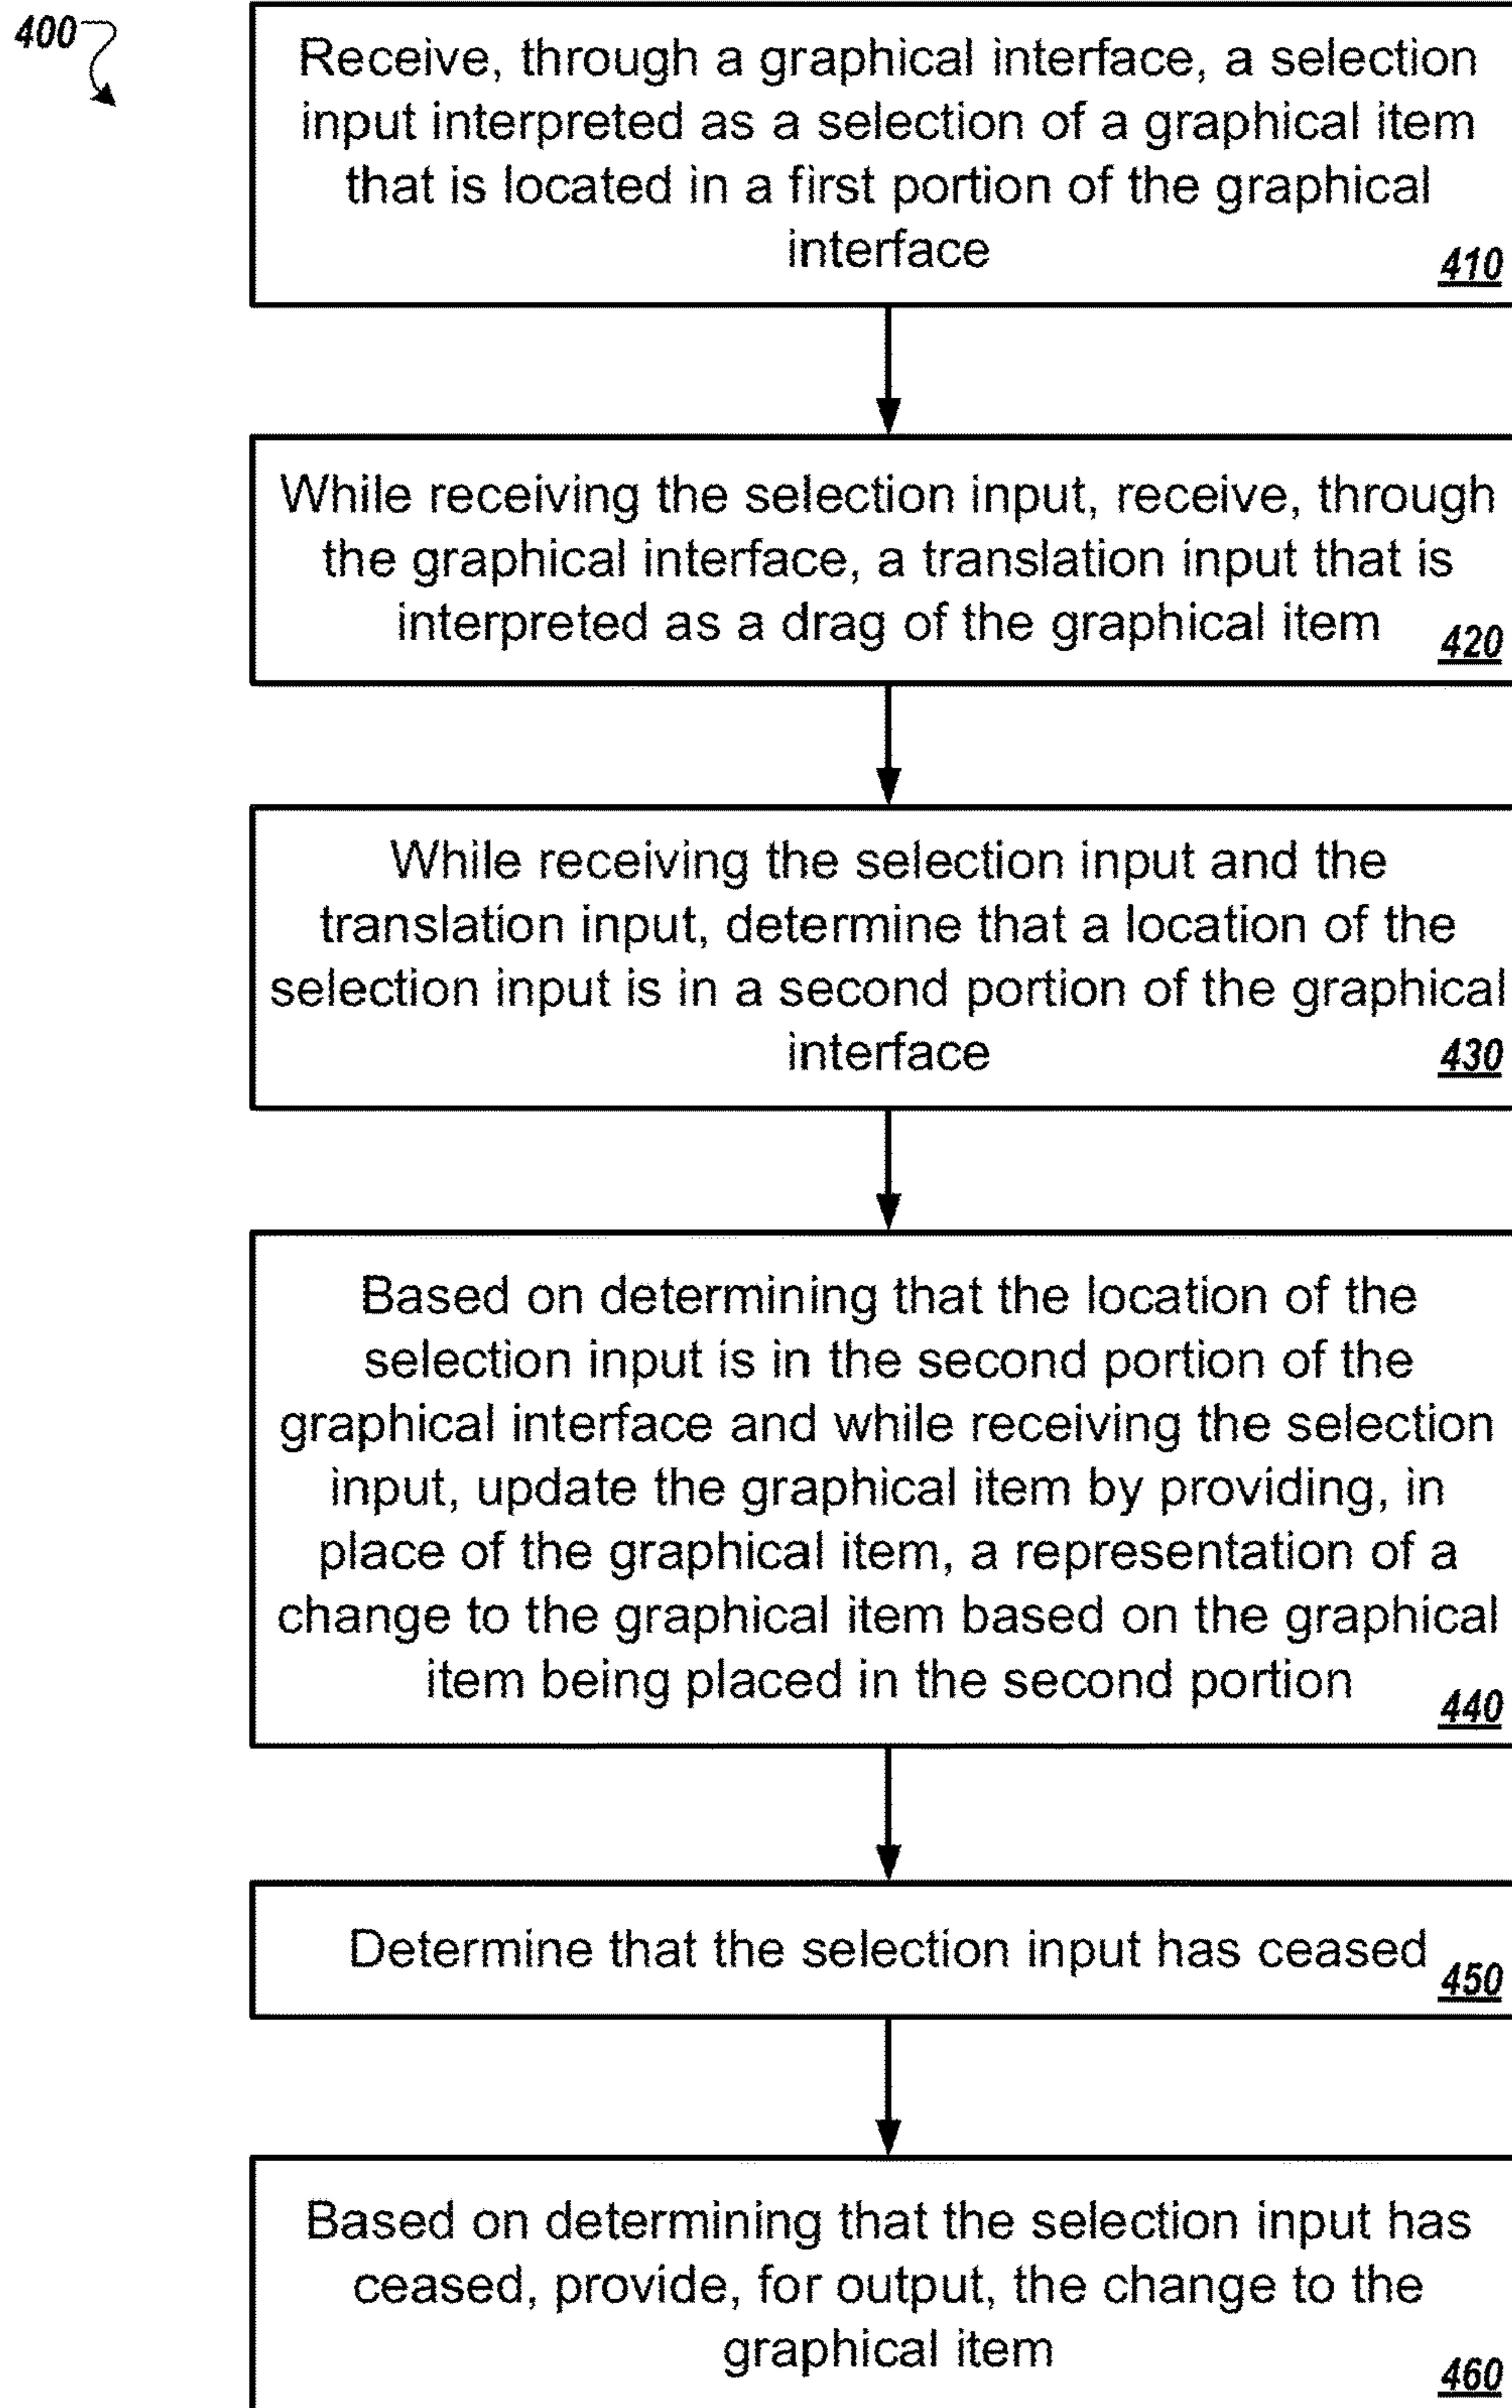 400
Receive, through a graphical interface, a selection
input interpreted as a selection of a graphical item
that is located in a first portion of the graphical
interface
410
While receiving the selection input, receive, through
the graphical interface, a translation input that is
interpreted as a drag of the graphical item
420
While receiving the selection input and the
translation input, determine that a location of the
selection input is in a second portion of the graphical
interface
430
Based on determining that the location of the
selection input is in the second portion of the
graphical interface and while receiving the selection
input, update the graphical item by providing, in
place of the graphical item, a representation of a
change to the graphical item based on the graphical
item being placed in the second portion
440
Determine that the selection input has ceased
450
Based on determining that the selection input has
ceased, provide, for output, the change to the
graphical item
460